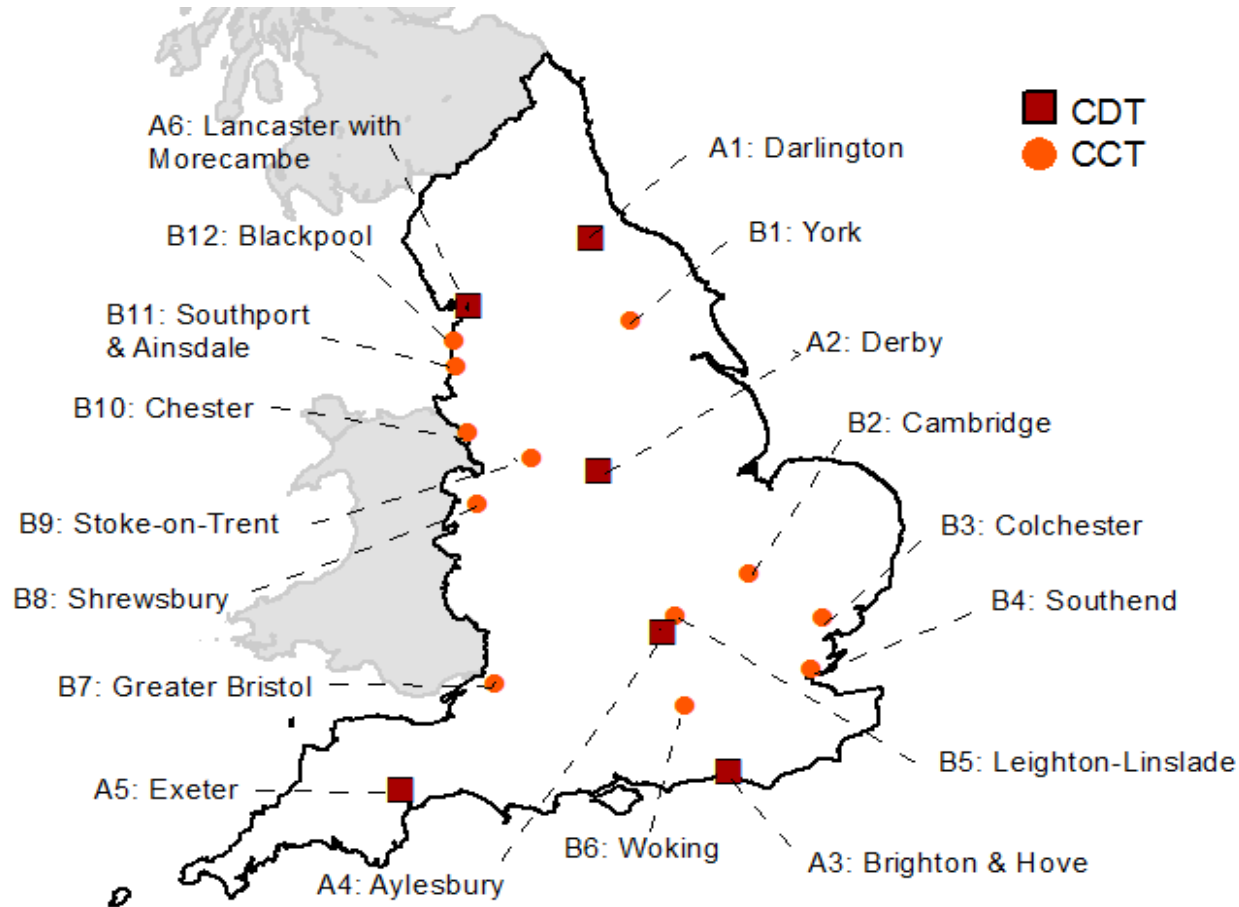 CDT
CCT
A6: Lancaster with
Morecambe
A1: Darlington
B12: Blackpool
B1: York
B11: Southport
& Ainsdale
A2: Derby
B10: Chester
B2: Cambridge
B9: Stoke-on-Trent
B3: Colchester
B8: Shrewsbury
B4: Southend
B7: Greater Bristol
B5: Leighton-Linslade
A5: Exeter
B6: Woking
A3: Brighton & Hove
A4: Aylesbury